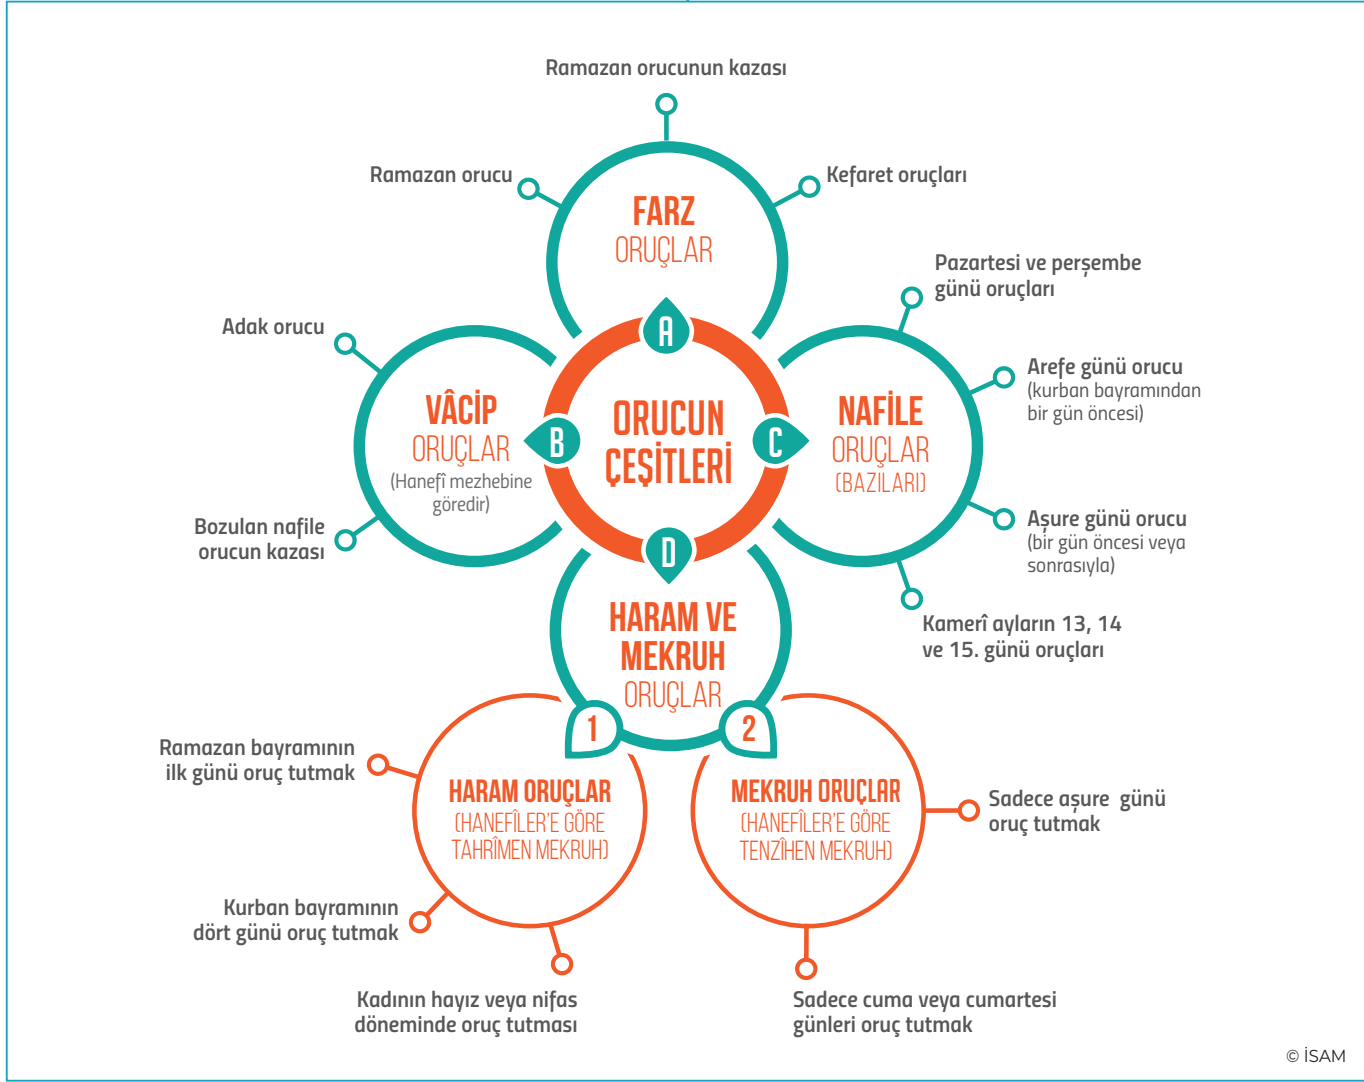 Ramazan orucunun kazası
Ramazan orucu
Kefaret oruçları
FARZ
ORUÇLAR
A
Pazartesi ve perşembe
günü oruçları
Adak orucu
Arefe günü orucu
(kurban bayramından
bir gün öncesi)
VÂCİP
ORUÇLAR
(Hanefî mezhebine
göredir)
B
ORUCUN
ÇEŞİTLERİ
C
NAFİLE
ORUÇLAR
(BAZILARI)
Bozulan nafile
orucun kazası
Aşure günü orucu
(bir gün öncesi veya
sonrasıyla)
D
Kamerî ayların 13, 14
ve 15. günü oruçları
HARAM VE
MEKRUH
ORUÇLAR
1
2
Ramazan bayramının
ilk günü oruç tutmak
HARAM ORUÇLAR
(HANEFÎLER'E GÖRE
TAHRÎMEN MEKRUH)
MEKRUH ORUÇLAR
(HANEFÎLER'E GÖRE
TENZÎHEN MEKRUH)
Sadece aşure günü
oruç tutmak
Kurban bayramının
dört günü oruç tutmak
Kadının hayız veya nifas
döneminde oruç tutması
Sadece cuma veya cumartesi
günleri oruç tutmak
© İSAM